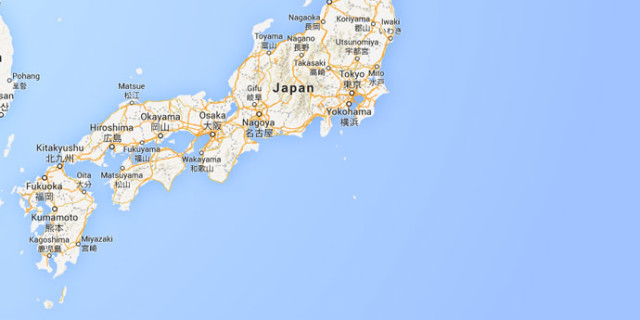 Nagaoka
長岡
Koriyama
郡山
Iwaki
いわき
Toyama
富山
Nagano
長野
Utsunomiya
宇都宮
Takasaki
高崎
Mito
水戸
Tokyo
東京
Japan
Pohang
포항
Matsue
松江
Gifu
岐阜
Yokohama
横浜
Okayama
岡山
Osaka
大阪
Nagoya
名古屋
Hiroshima
広島
Kitakyushu
北九州
Fukuyama
福山
Wakayama
和歌山
Matsuyama
松山
Oita
大分
Fukuoka
福岡
Kumamoto
熊本
Kagoshima
鹿児島
Miyazaki
宮崎
산